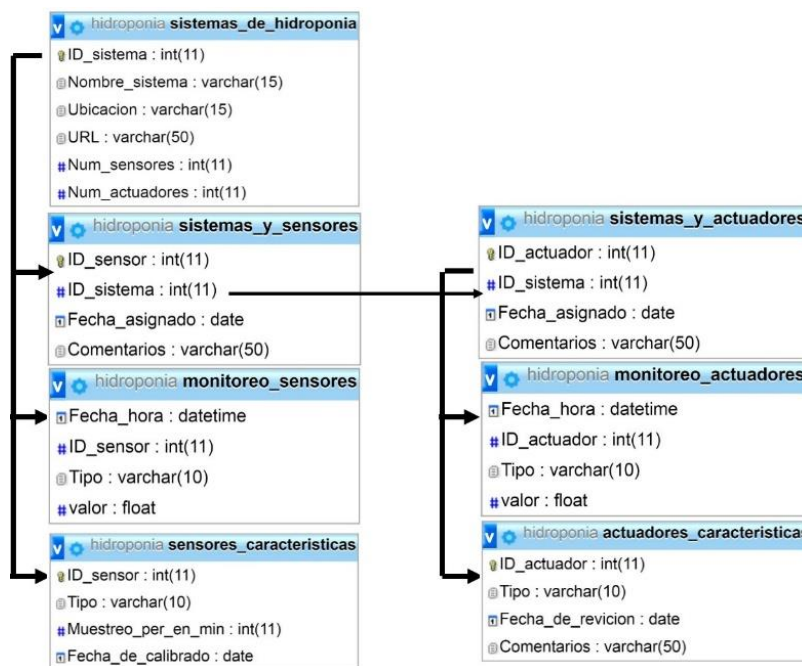 hidroponia sistemas_de_hidroponia
ID_sistema : int(11)
Nombre_sistema : varchar(15)
Ubicacion : varchar(15)
URL : varchar(50)
#Num_sensores : int(11)
#Num_actuadores : int(11)
hidroponia sistemas_y_sensores
ID_sensor : int(11)
#ID_sistema : int(11)
Fecha_asignado : date
Comentarios : varchar(50)
hidroponia monitoreo_sensores
Fecha_hora : datetime
#ID_sensor : int(11)
Tipo : varchar(10)
#valor : float
hidroponia sensores_caracteristicas
ID_sensor : int(11)
Tipo : varchar(10)
#Muestreo_per_en_min : int(11)
Fecha_de_calibrado : date
hidroponia sistemas_y_actuadores
ID_actuador : int(11)
#ID_sistema : int(11)
Fecha_asignado : date
Comentarios : varchar(50)
hidroponia monitoreo_actuadores
Fecha_hora : datetime
#ID_actuador : int(11)
Tipo : varchar(10)
#valor : float
hidroponia actuadores_caracteristicas
ID_actuador : int(11)
Tipo : varchar(10)
Fecha_de_revicion : date
Comentarios : varchar(50)